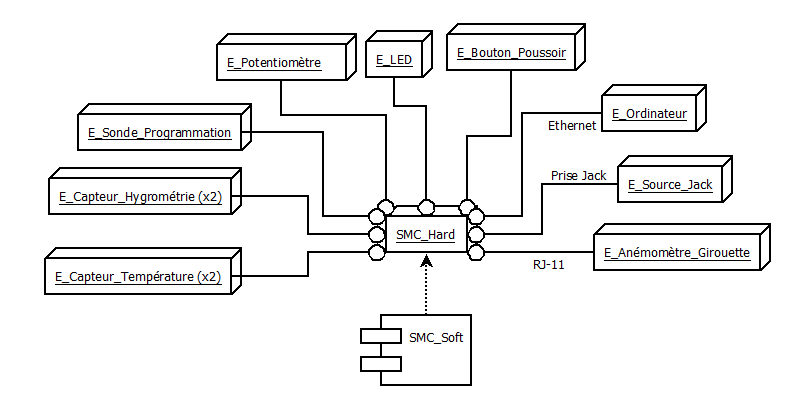 E_Bouton_Poussoir
E_LED
E_Potentiomètre
E_Ordinateur
Ethernet
E_Sonde_Programmation
Prise Jack
E_Source_Jack
E_Capteur_Hygrométrie (x2)
SMC_Hard
E_Anémomètre_Girouette
RJ-11
E_Capteur_Température (x2)
SMC_Soft